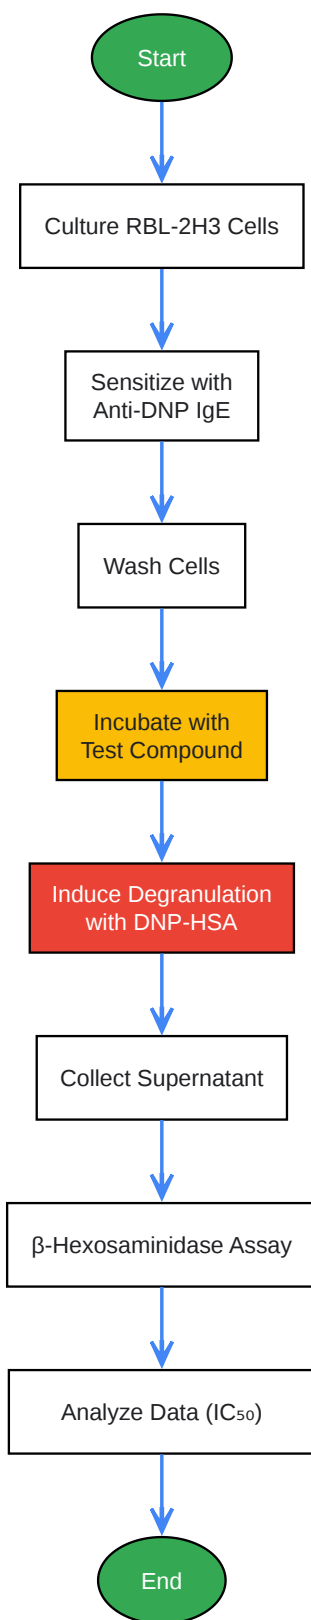 Start
Culture RBL-2H3 Cells
Sensitize with
Anti-DNP IgE
Wash Cells
Incubate with
Test Compound
Induce Degranulation
with DNP-HSA
Collect Supernatant
β-Hexosaminidase Assay
Analyze Data (IC₅₀)
End